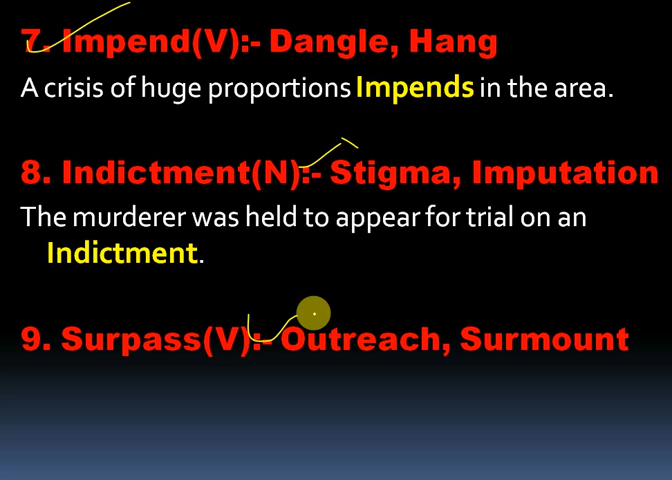 7. Impend(V):- Dangle, Hang
A crisis of huge proportions Impends in the area.
8. Indictment(N):- Stigma, Imputation
The murderer was held to appear for trial on an
Indictment.
9. Surpass(V):- Outreach, Surmount